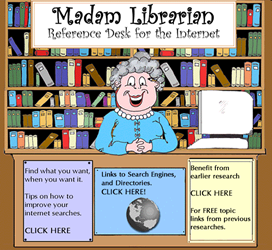 Madam Librarian
Reference Desk for the Internet
?
Find what you want,
when you want it.
Tips on how to
improve your
internet searches.
CLICK HERE
Links to Search Engines,
and Directories.
CLICK HERE!
Benefit from
earlier research
CLICK HERE
For FREE topic
links from previous
researches.